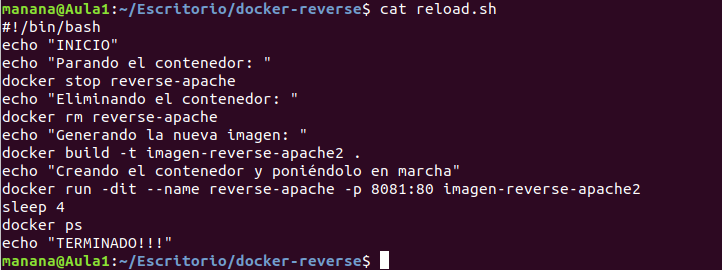 manana@Aula1:~/Escritorio/docker-reverse$ cat reload.sh
#!/bin/bash
echo "INICIO"
echo "Parando el contenedor: "
docker stop reverse-apache
echo "Eliminando el contenedor: "
docker rm reverse-apache
echo "Generando la nueva imagen: "
docker build -t imagen-reverse-apache2 .
echo "Creando el contenedor y poniéndolo en marcha"
docker run -dit --name reverse-apache -p 8081:80 imagen-reverse-apache2
sleep 4
docker ps
echo "TERMINADO!!!"
manana@Aula1:~/Escritorio/docker-reverse$